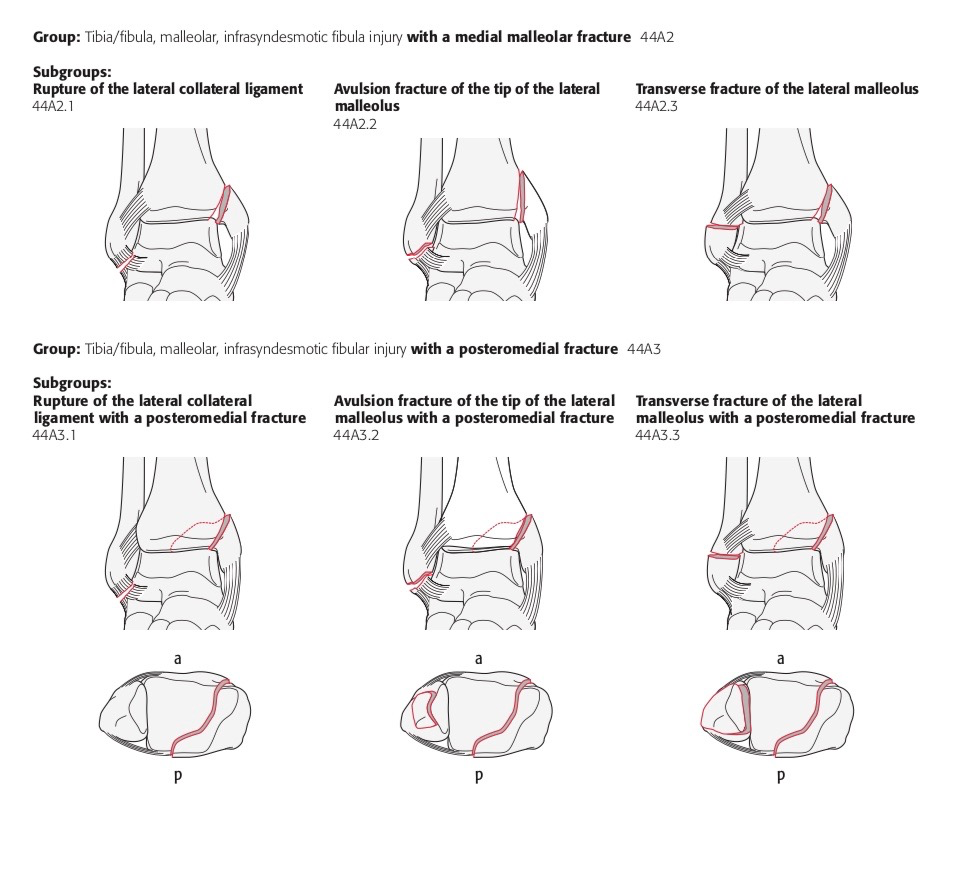 Group: Tibia/fibula, malleolar, infrasyndesmotic fibula injury with a medial malleolar fracture 44A2
Subgroups:
Rupture of the lateral collateral ligament
44A2.1
Avulsion fracture of the tip of the lateral
malleolus
44A2.2
Transverse fracture of the lateral malleolus
44A2.3
Group: Tibia/fibula, malleolar, infrasyndesmotic fibular injury with a posteromedial fracture 44A3
Subgroups:
Rupture of the lateral collateral
ligament with a posteromedial fracture
44A3.1
Avulsion fracture of the tip of the lateral
malleolus with a posteromedial fracture
44A3.2
Transverse fracture of the lateral
malleolus with a posteromedial fracture
44A3.3
a
a
a
p
p
p